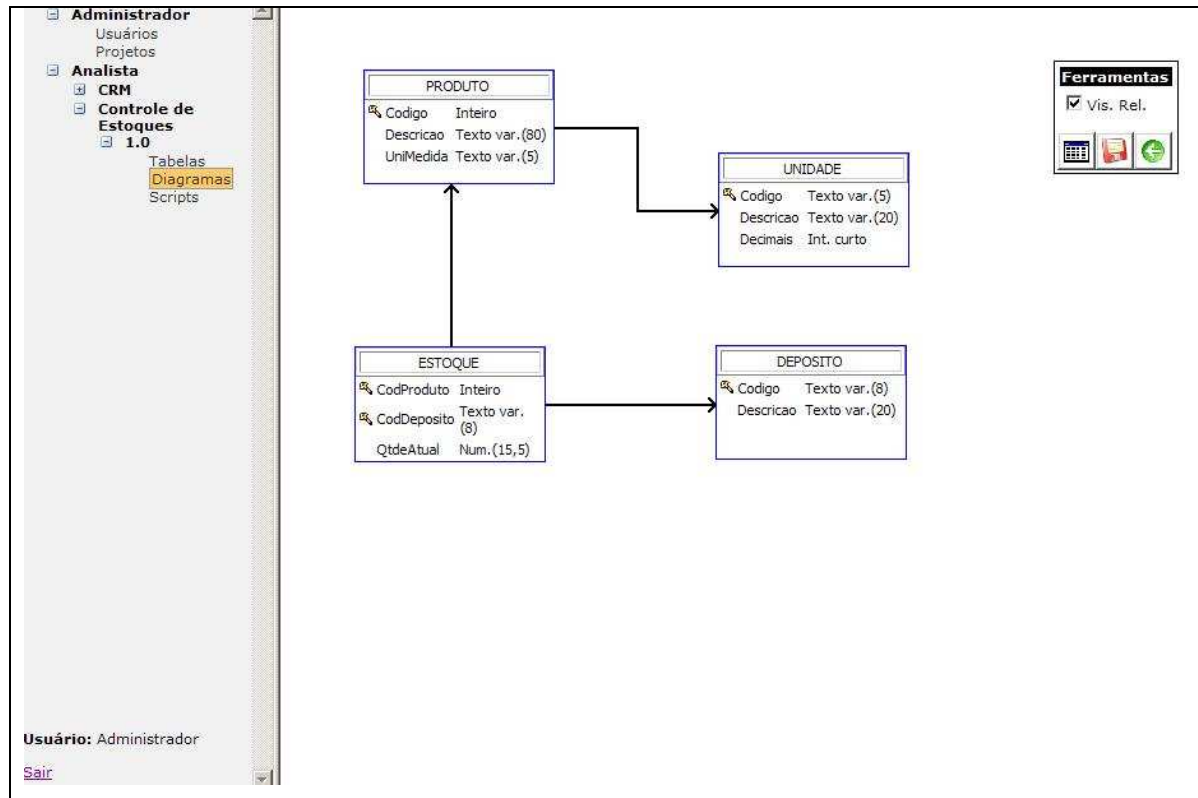 Administrador
Usuários
Projetos
Analista
CRM
Controle de
Estoques
1.0
Tabelas
Diagramas
Scripts
Usuário: Administrador
Sair
PRODUTO
Codigo Inteiro
Descricao Texto var.(80)
UniMedida Texto var.(5)
UNIDADE
Codigo Texto var.(5)
Descricao Texto var.(20)
Decimais Int. curto
ESTOQUE
CodProduto Inteiro
CodDeposito Texto var.
(8)
QtdeAtual Num.(15,5)
DEPOSITO
Codigo Texto var.(8)
Descricao Texto var.(20)
Ferramentas
Vis. Rel.